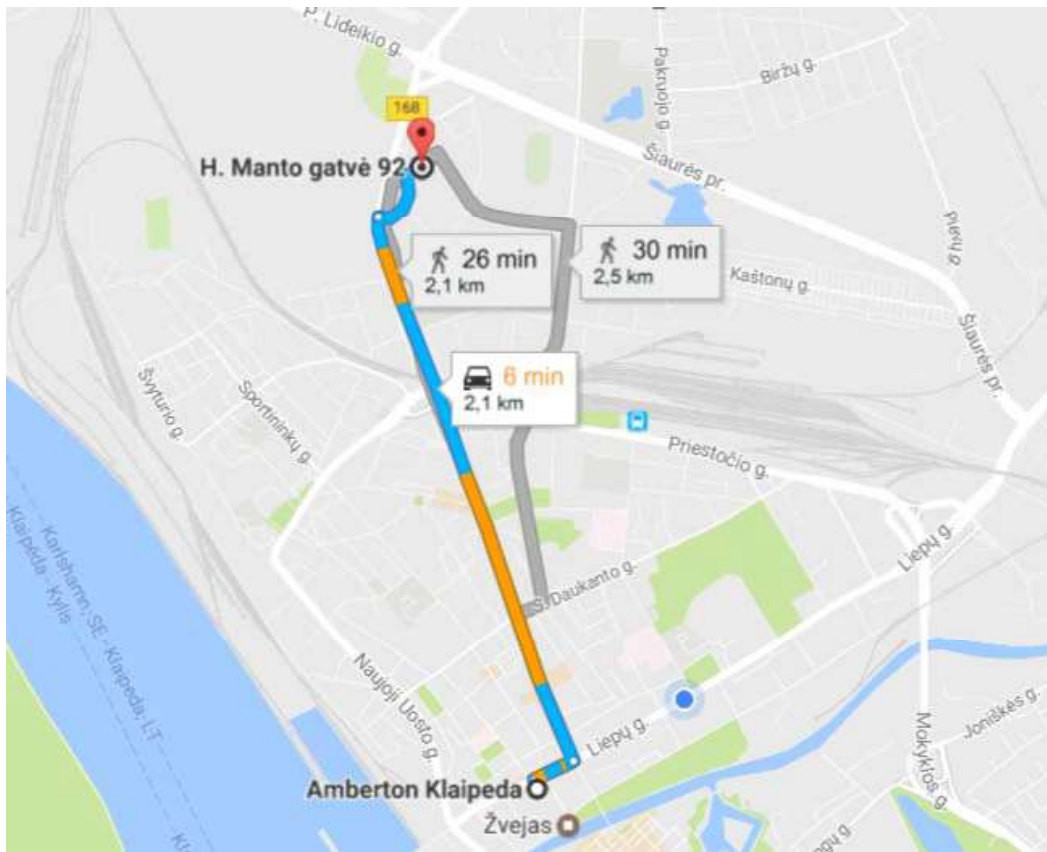 P. Lideikio g.
Pakruojo g.
Biržų g.
168
H. Manto gatvė 92
Šiaurės pr.
Pievų g.
26 min
2,1 km
30 min
2,5 km
Kaštonų g.
Šiaurės pr.
6 min
2,1 km
Švyturio g.
Sportininkų g.
Priestočio g.
Liepų g.
S. Daukanto g.
Karlshamn, SE - Klaipeda, LT
Klaipėda - Kylis
Naujoji Uosto g.
Liepų g.
Mokyklos g.
Joniškės g.
Amberton Klaipeda
Žvejas